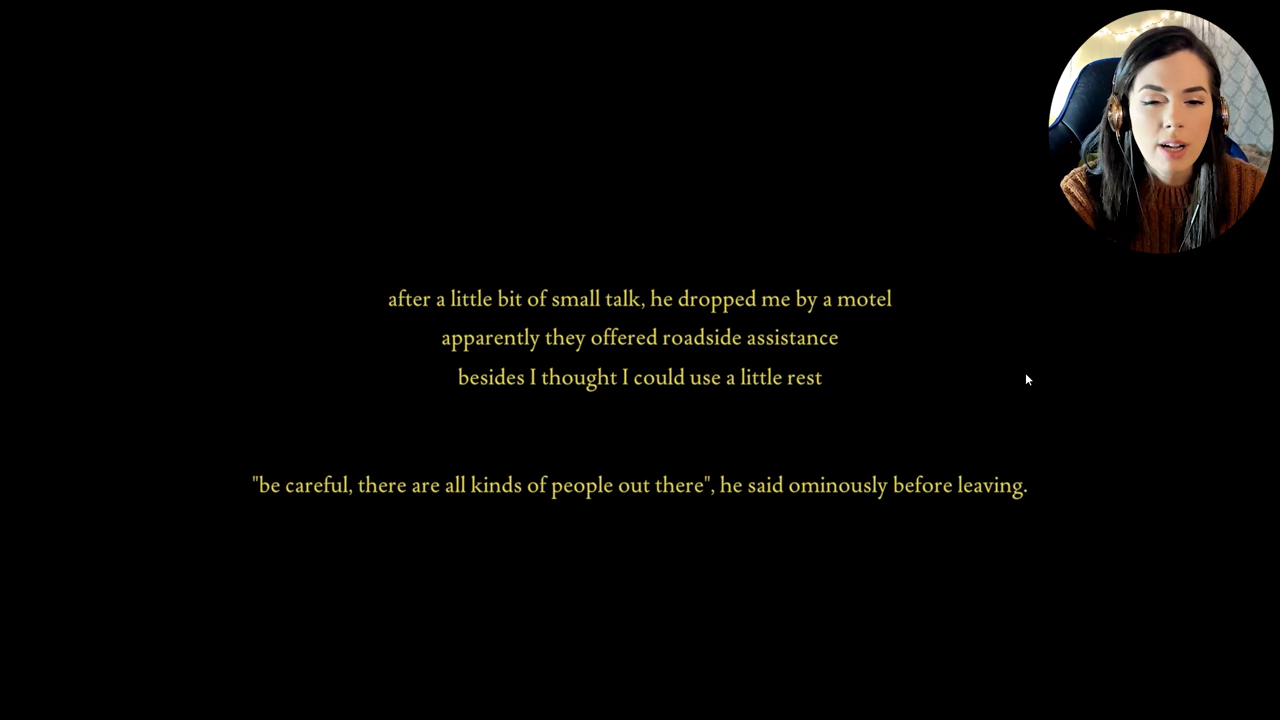 after a little bit of small talk, he dropped me by a motel
apparently they offered roadside assistance
besides I thought I could use a little rest
"be careful, there are all kinds of people out there", he said ominously before leaving.